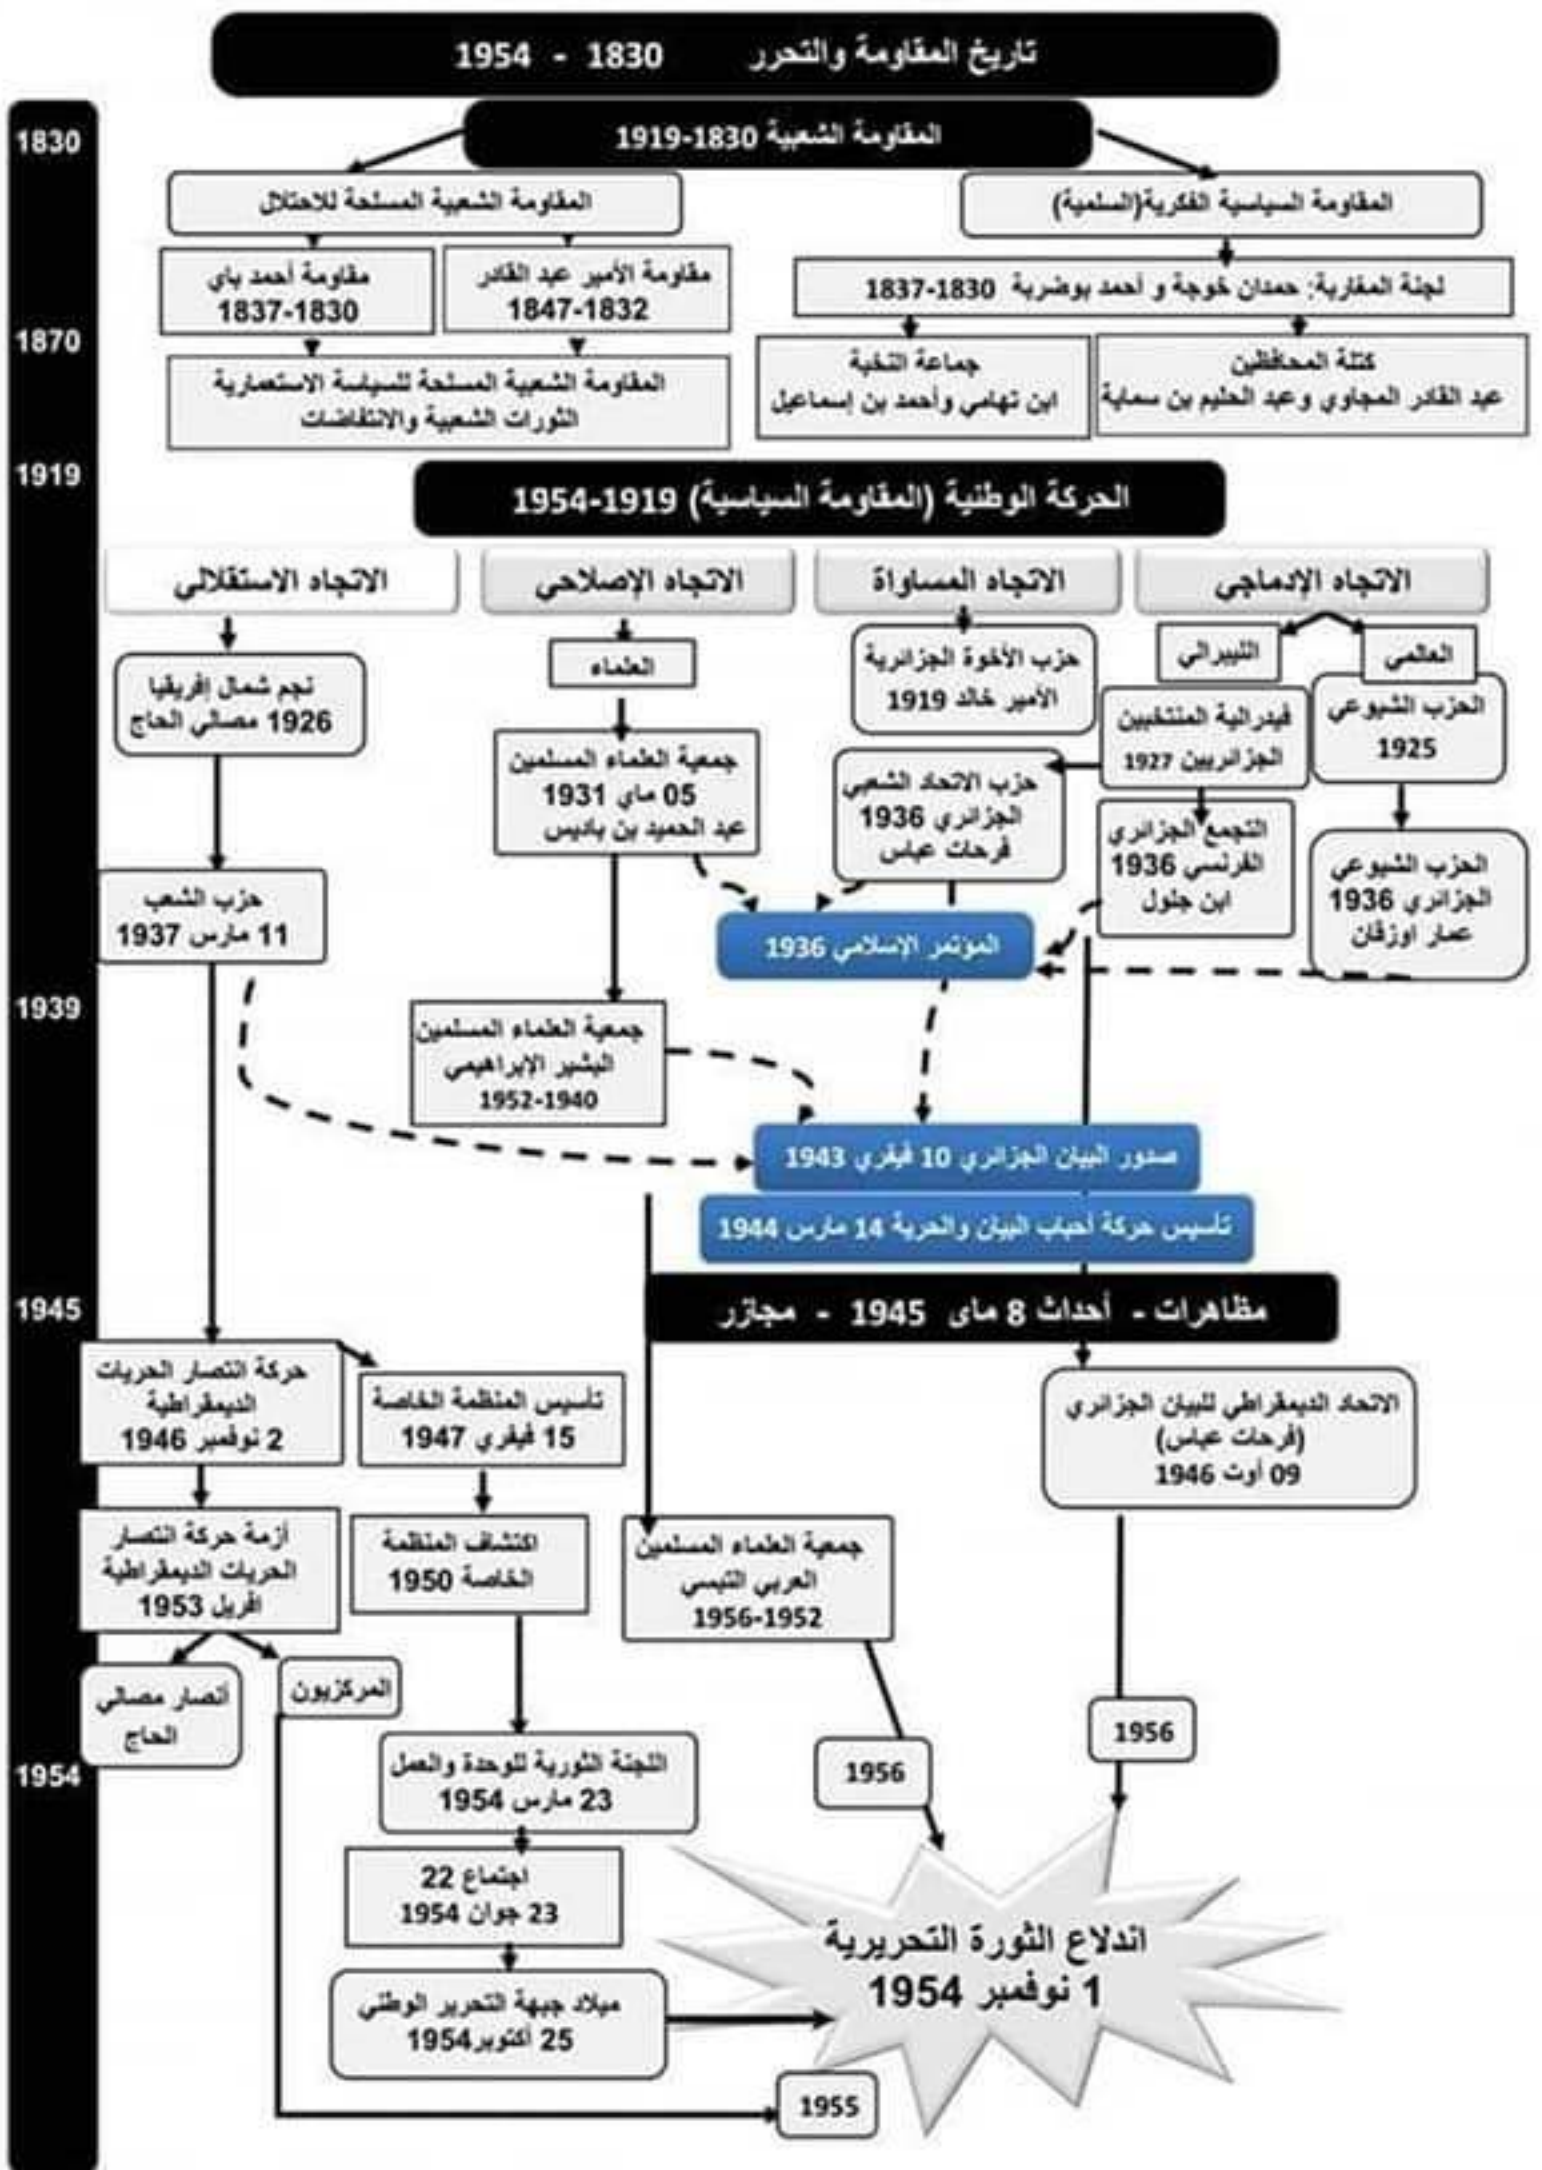 تاريخ المقاومة والتحرر 1830 - 1954
المقاومة الشعبية 1830-1919
1830
المقاومة السياسية الفكرية(السلمية)
المقاومة الشعبية المسلحة للاحتلال
لجنة المغاربة: حمدان خوجة و أحمد بوضربة 1830-1837
مقاومة الأمير عبد القادر
1832-1847
مقاومة أحمد باي
1830-1837
1870
كتلة المحافظين
عبد القادر المجاوي وعبد الحليم بن سماية
جماعة النخبة
ابن تهامي وأحمد بن إسماعيل
المقاومة الشعبية المسلحة للسياسة الاستعمارية
الثورات الشعبية والانتفاضات
1919
الحركة الوطنية (المقاومة السياسية) 1919-1954
الاتجاه الإدماجي
الاتجاه المساواة
الاتجاه الإصلاحي
الاتجاه الاستقلالي
العالمي
الليبرالي
حزب الأخوة الجزائرية
الأمير خالد 1919
العلماء
نجم شمال إفريقيا
1926 مصالي الحاج
الحزب الشيوعي
1925
فيدرالية المنتخبين
الجزائريين 1927
حزب الاتحاد الشعبي
الجزائري 1936
فرحات عباس
جمعية العلماء المسلمين
05 ماي 1931
عبد الحميد بن باديس
الحزب الشيوعي
الجزائري 1936
عمار اوزقان
التجمع الجزائري
الفرنسي 1936
ابن جلول
حزب الشعب
11 مارس 1937
المؤتمر الإسلامي 1936
1939
جمعية العلماء المسلمين
البشير الإبراهيمي
1940-1952
صدور البيان الجزائري 10 فيفري 1943
تأسيس حركة أحباب البيان والحرية 14 مارس 1944
1945
مظاهرات - أحداث 8 ماى 1945 - مجازر
الاتحاد الديمقراطي للبيان الجزائري
(فرحات عباس)
09 أوت 1946
تأسيس المنظمة الخاصة
15 فيفري 1947
حركة انتصار الحريات
الديمقراطية
2 نوفمبر 1946
جمعية العلماء المسلمين
العربي التبسي
1952-1956
اكتشاف المنظمة
الخاصة 1950
أزمة حركة انتصار
الحريات الديمقراطية
افريل 1953
المركزيون
أنصار مصالي
الحاج
1956
1956
1954
اللجنة الثورية للوحدة والعمل
23 مارس 1954
اجتماع 22
23 جوان 1954
اندلاع الثورة التحريرية
1 نوفمبر 1954
ميلاد جبهة التحرير الوطني
25 أكتوبر1954
1955